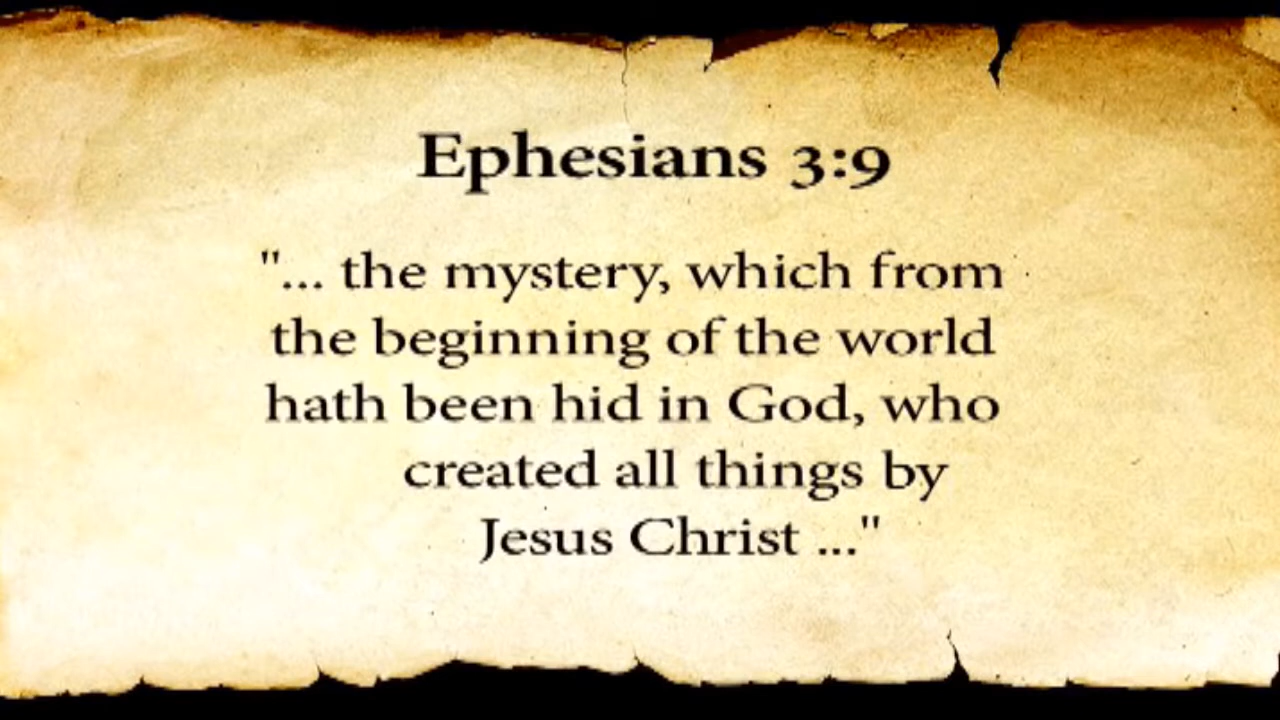 Ephesians 3:9
"... the mystery, which from
the beginning of the world
hath been hid in God, who
created all things by
Jesus Christ ..."